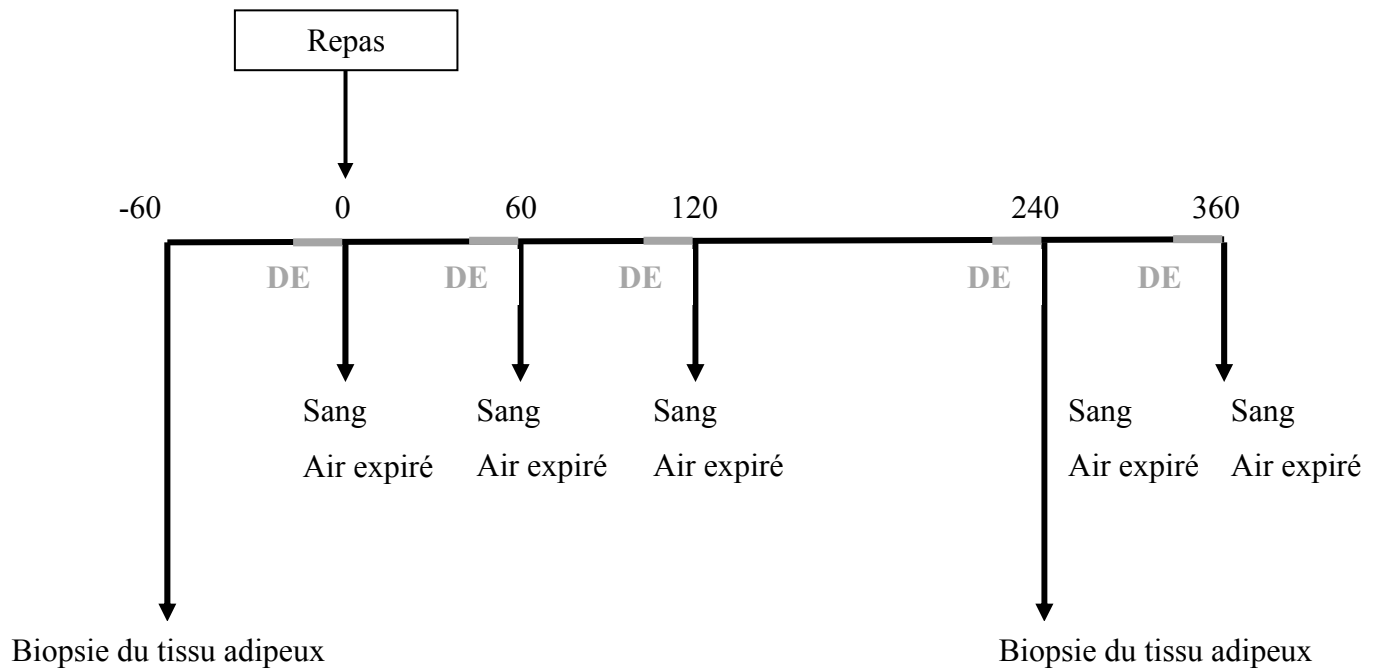 Repas
-60 0 60 120 240 360
DE DE DE DE DE
Sang Sang Sang Sang Sang
Air expiré Air expiré Air expiré Air expiré Air expiré
Biopsie du tissu adipeux Biopsie du tissu adipeux